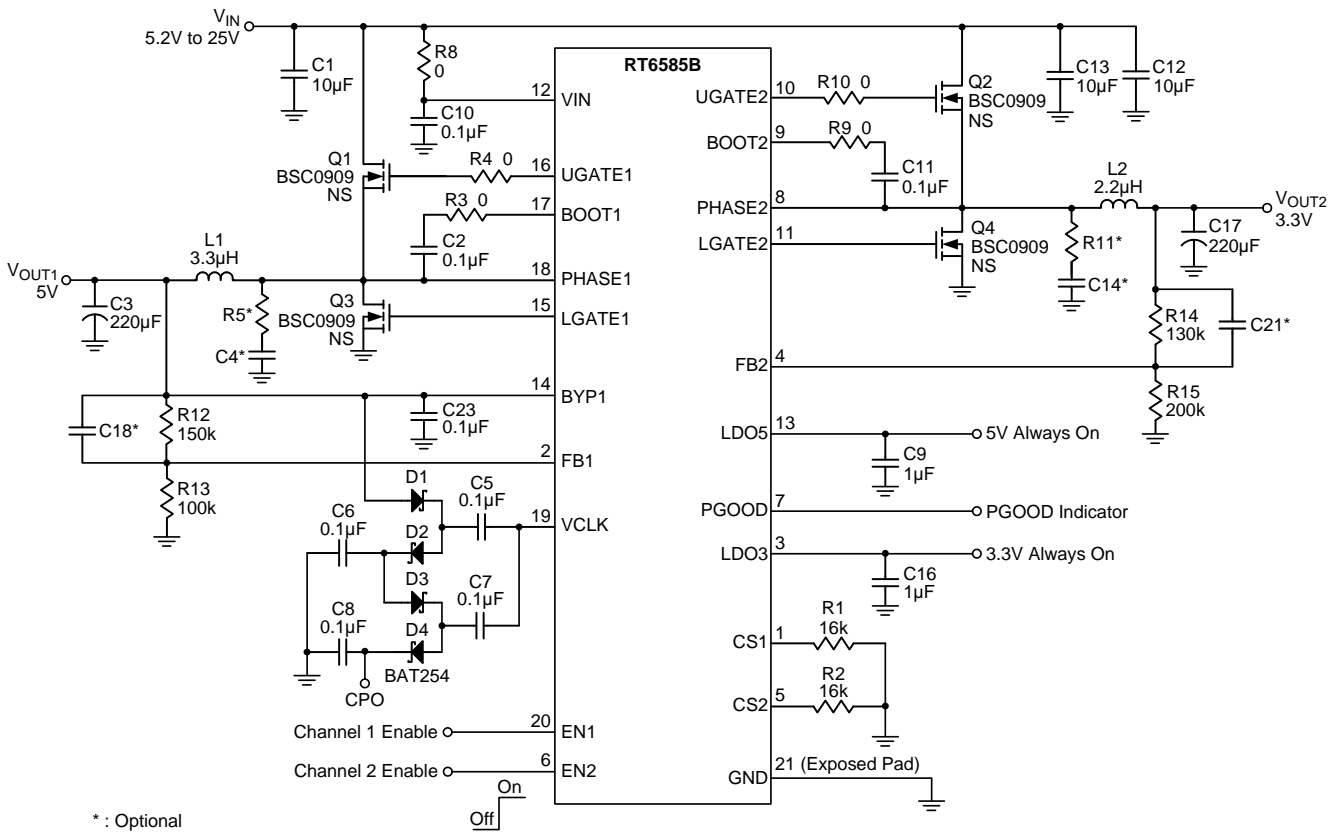 VIN
5.2V to 25V
C1
10µF
R8
0
12
VIN
C10
0.1µF
Q1
BSC0909
NS
R4 0
16
UGATE1
R3 0
17
BOOT1
C2
0.1µF
L1
3.3µH
VOUT1
5V
18
PHASE1
C3
220µF
R5*
C4*
Q3
BSC0909
NS
15
LGATE1
14
BYP1
C23
0.1µF
C18*
R12
150k
2
FB1
R13
100k
D1
C5
0.1µF
19
VCLK
C6
0.1µF
D2
D3
C7
0.1µF
C8
0.1µF
D4
BAT254
CPO
Channel 1 Enable
20
EN1
Channel 2 Enable
6
EN2
On
Off
* : Optional
RT6585B
UGATE2
10
R10 0
Q2
BSC0909
NS
C13
10µF
C12
10µF
BOOT2
9
R9 0
C11
0.1µF
PHASE2
8
L2
2.2µH
VOUT2
3.3V
LGATE2
11
Q4
BSC0909
NS
R11*
C14*
C17
220µF
R14
130k
C21*
FB2
4
R15
200k
LDO5
13
5V Always On
C9
1µF
PGOOD
7
PGOOD Indicator
LDO3
3
3.3V Always On
C16
1µF
CS1
1
R1
16k
CS2
5
R2
16k
GND
21 (Exposed Pad)